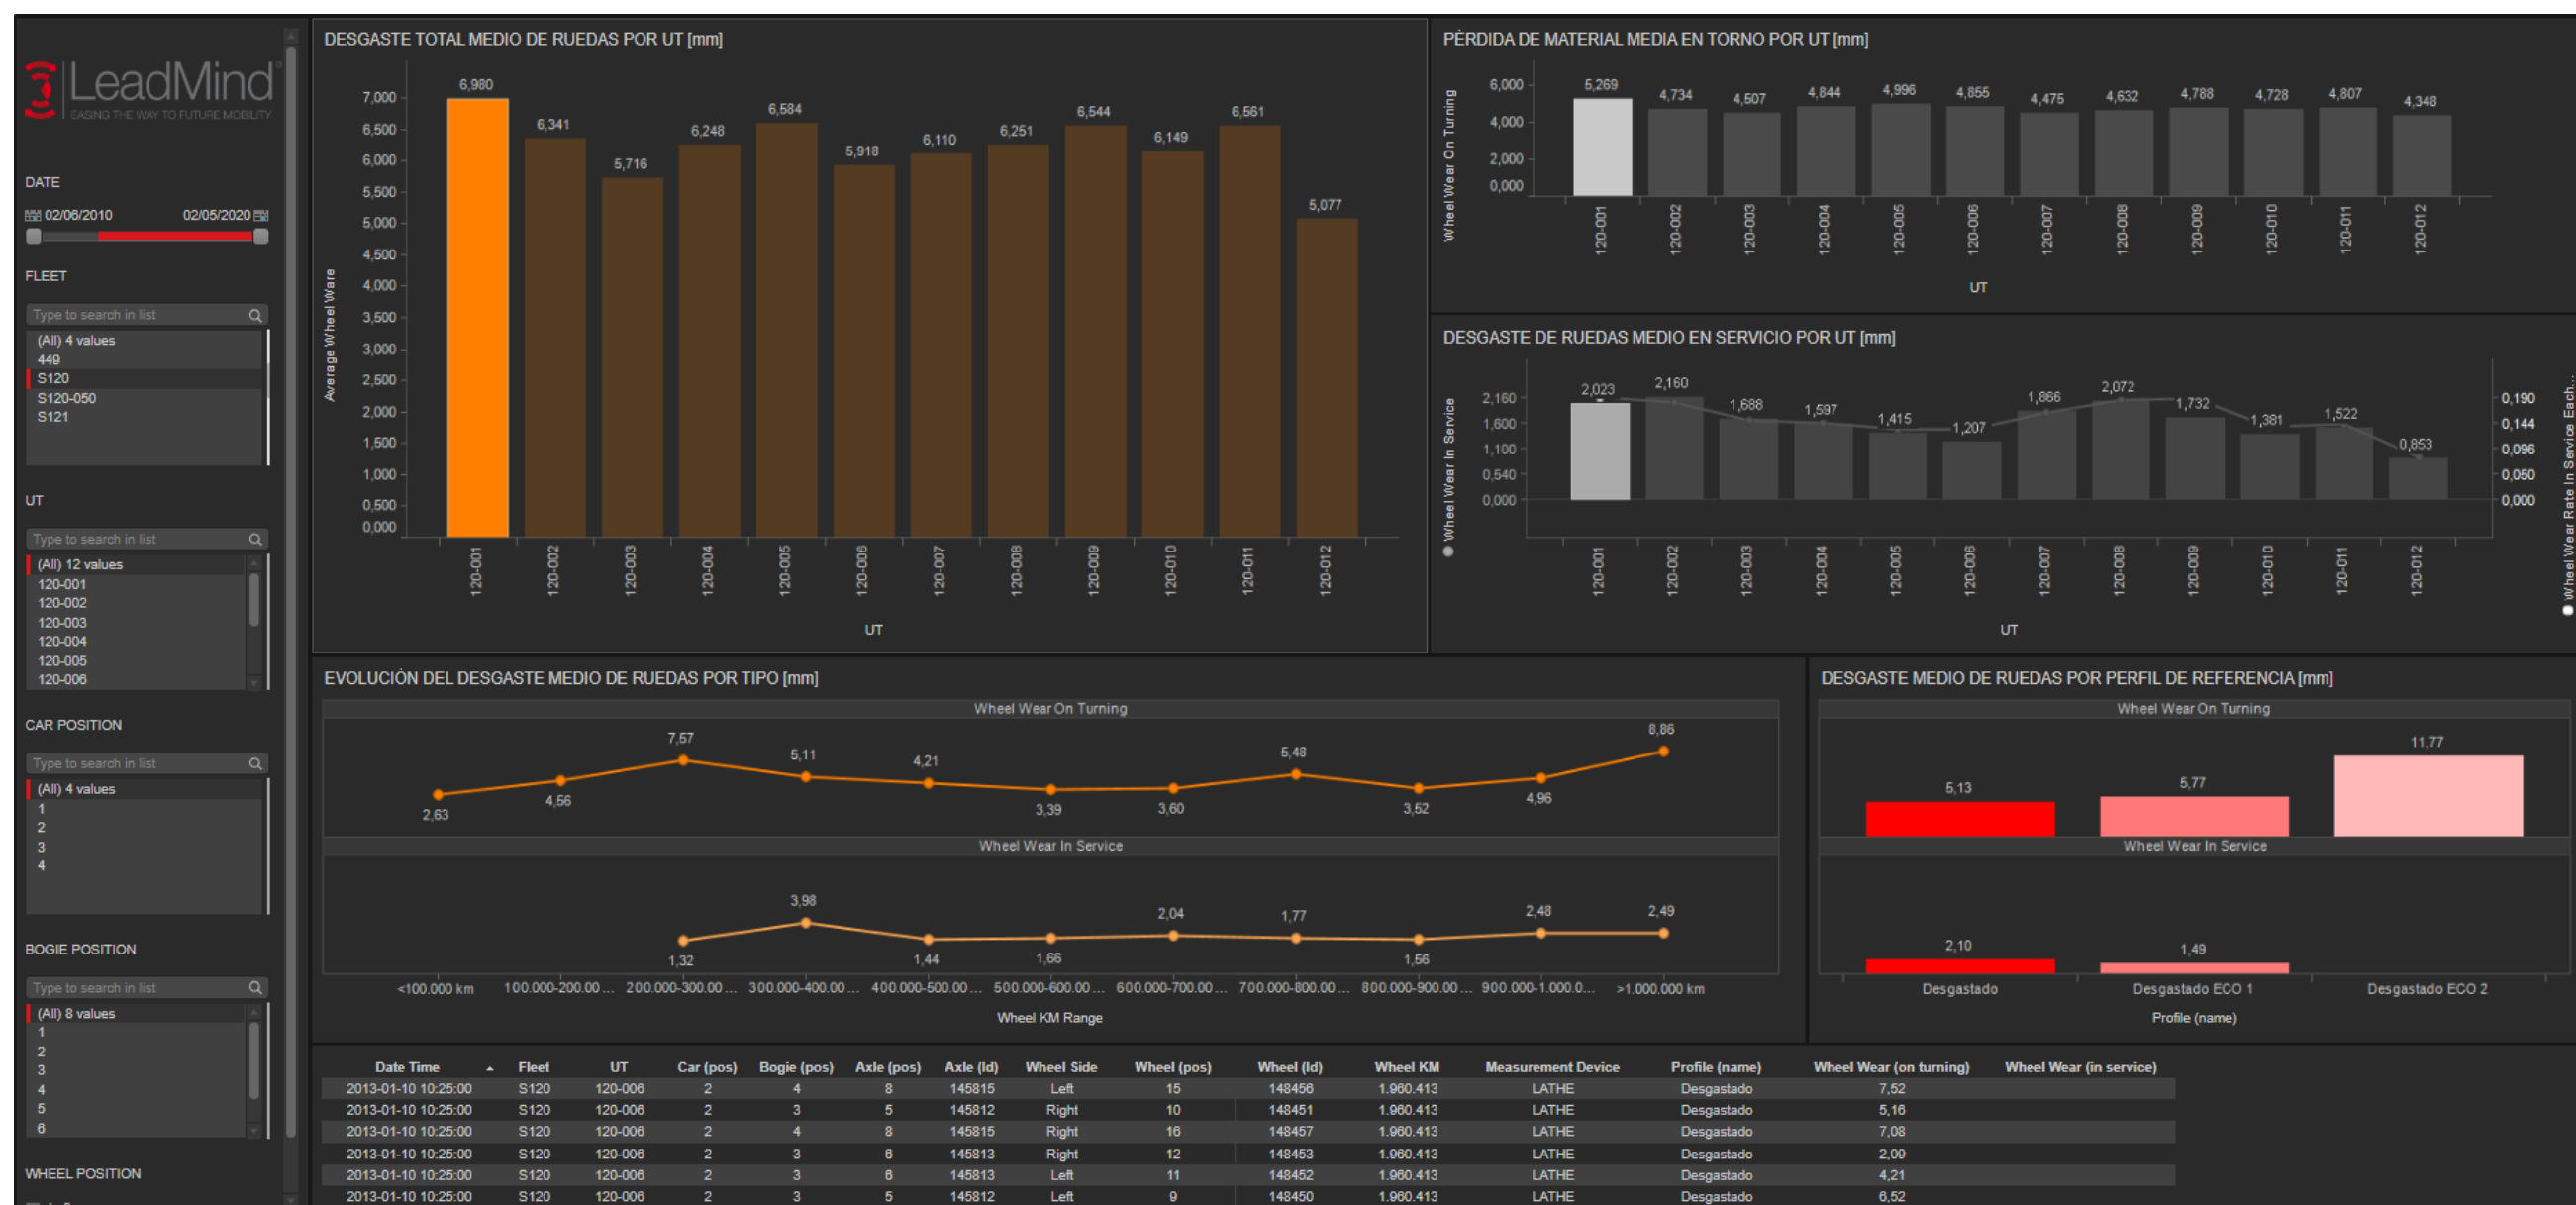 LeadMind®
EASING THE WAY TO FUTURE MOBILITY
DATE
02/06/2010 02/05/2020
FLEET
Type to search in list
(All) 4 values
449
S120
S120-050
S121
UT
Type to search in list
(All) 12 values
120-001
120-002
120-003
120-004
120-005
120-006
CAR POSITION
Type to search in list
(All) 4 values
1
2
3
4
BOGIE POSITION
Type to search in list
(All) 8 values
1
2
3
4
5
6
WHEEL POSITION
DESGASTE TOTAL MEDIO DE RUEDAS POR UT [mm]
Average Wheel Ware
7,000
6,500
6,000
5,500
5,000
4,500
4,000
3,500
3,000
2,500
2,000
1,500
1,000
0,500
0,000
6,980 6,341 5,716 6,248 6,584 5,918 6,110 6,251 6,544 6,149 6,561 5,077
120-001 120-002 120-003 120-004 120-005 120-006 120-007 120-008 120-009 120-010 120-011 120-012
UT
PÉRDIDA DE MATERIAL MEDIA EN TORNO POR UT [mm]
Wheel Wear On Turning
6,000
4,000
2,000
0,000
5,269 4,734 4,507 4,844 4,996 4,855 4,475 4,632 4,788 4,728 4,807 4,348
120-001 120-002 120-003 120-004 120-005 120-006 120-007 120-008 120-009 120-010 120-011 120-012
UT
DESGASTE DE RUEDAS MEDIO EN SERVICIO POR UT [mm]
Wheel Wear In Service
2,160
1,600
1,100
0,540
0,000
2,023 2,160 1,688 1,597 1,415 1,207 1,866 2,072 1,732 1,381 1,522 0,853
0,190
0,144
0,096
0,050
0,000
Wheel Wear Rate In Service Each...
120-001 120-002 120-003 120-004 120-005 120-006 120-007 120-008 120-009 120-010 120-011 120-012
UT
EVOLUCIÓN DEL DESGASTE MEDIO DE RUEDAS POR TIPO [mm]
Wheel Wear On Turning
2,63 4,56 7,57 5,11 4,21 3,39 3,60 5,48 3,52 4,96 8,86
Wheel Wear In Service
1,32 3,98 1,44 1,66 2,04 1,77 1,56 2,48 2,49
<100.000 km 100.000-200.00... 200.000-300.00... 300.000-400.00... 400.000-500.00... 500.000-600.00... 600.000-700.00... 700.000-800.00... 800.000-900.00... 900.000-1.000.0... >1.000.000 km
Wheel KM Range
DESGASTE MEDIO DE RUEDAS POR PERFIL DE REFERENCIA [mm]
Wheel Wear On Turning
5,13 5,77 11,77
Wheel Wear In Service
2,10 1,49
Desgastado Desgastado ECO 1 Desgastado ECO 2
Profile (name)
Date Time Fleet UT Car (pos) Bogie (pos) Axle (pos) Axle (Id) Wheel Side Wheel (pos) Wheel (Id) Wheel KM Measurement Device Profile (name) Wheel Wear (on turning) Wheel Wear (in service)
2013-01-10 10:25:00 S120 120-006 2 4 8 145815 Left 15 148456 1.960.413 LATHE Desgastado 7,52
2013-01-10 10:25:00 S120 120-006 2 3 5 145812 Right 10 148451 1.960.413 LATHE Desgastado 5,16
2013-01-10 10:25:00 S120 120-006 2 4 8 145815 Right 16 148457 1.960.413 LATHE Desgastado 7,08
2013-01-10 10:25:00 S120 120-006 2 3 6 145813 Right 12 148453 1.960.413 LATHE Desgastado 2,09
2013-01-10 10:25:00 S120 120-006 2 3 6 145813 Left 11 148452 1.960.413 LATHE Desgastado 4,21
2013-01-10 10:25:00 S120 120-006 2 3 5 145812 Left 9 148450 1.960.413 LATHE Desgastado 6,52